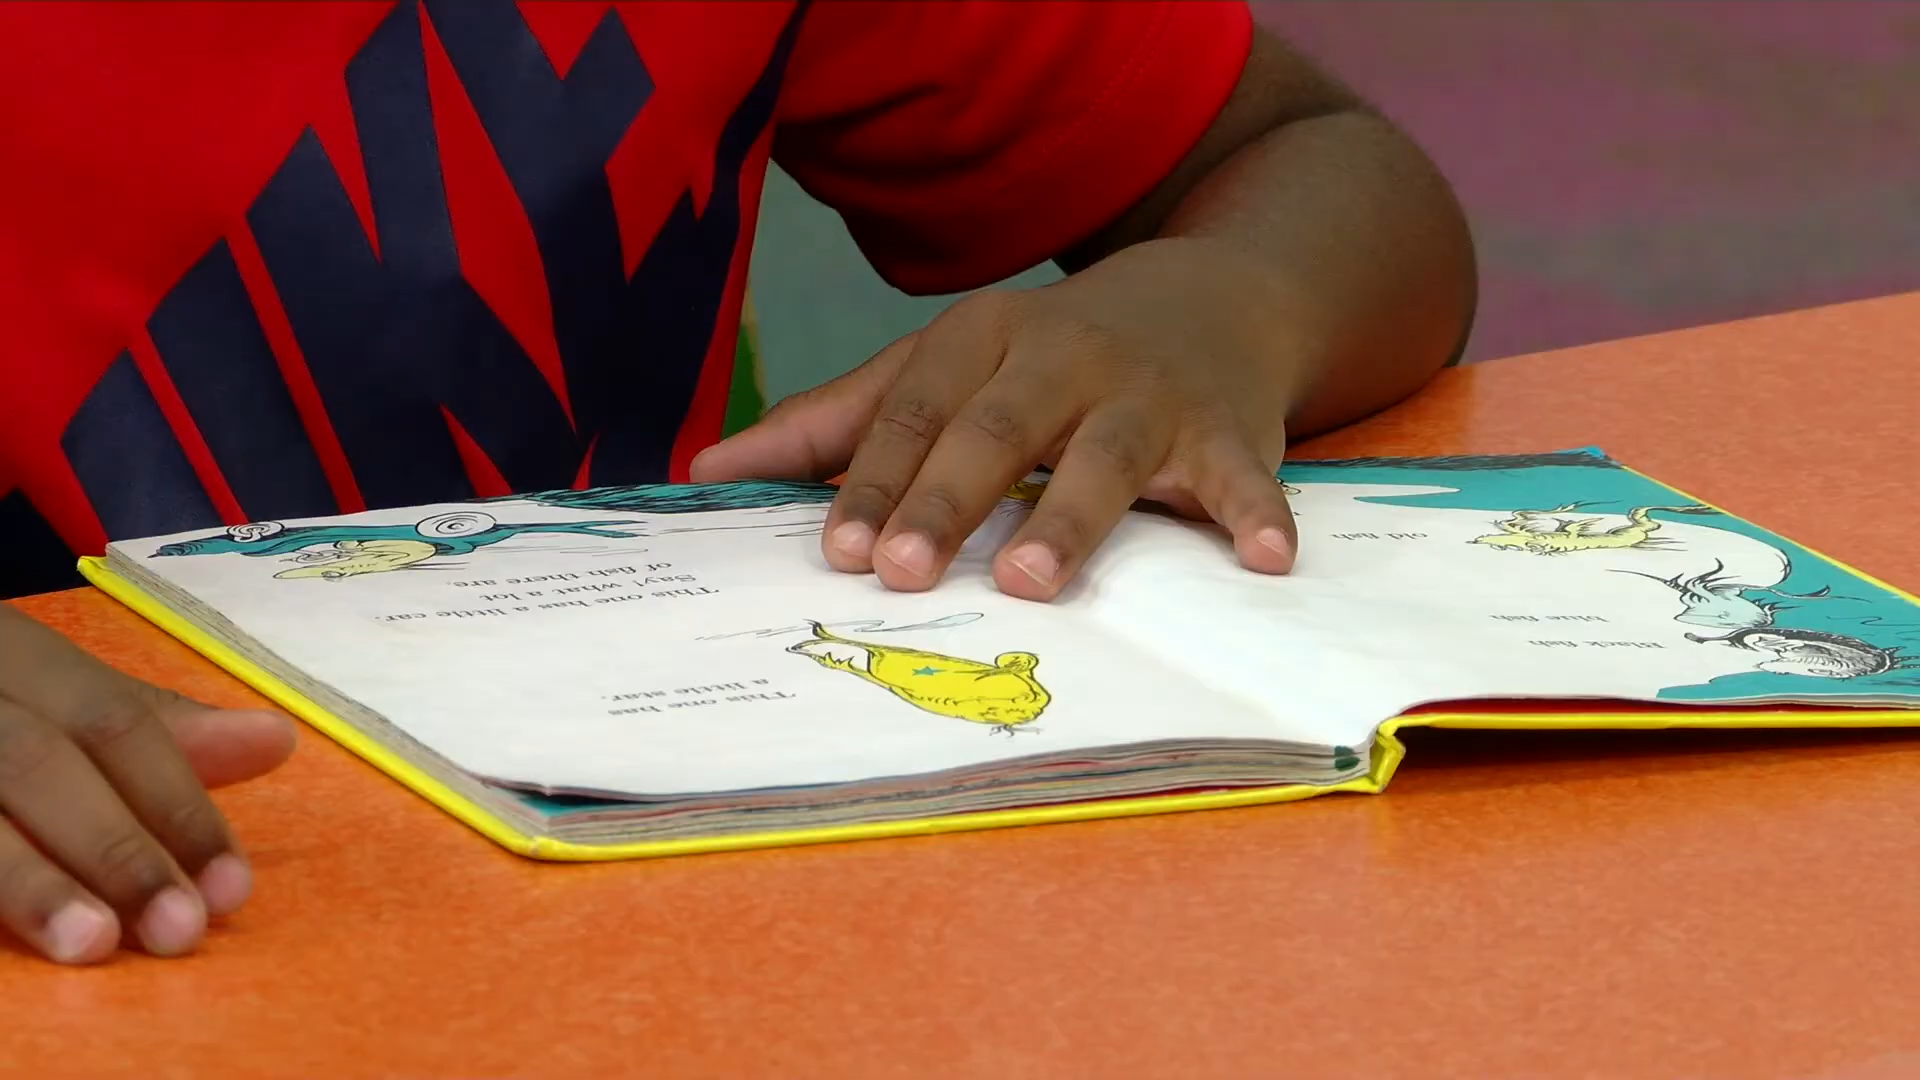 Black fish
blue fish
old fish
This one has
a little star.
This one has a little car.
Say! what a lot
of fish there are.